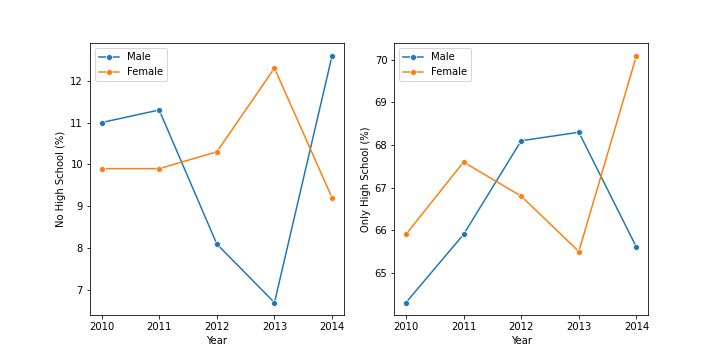 Male
Female
12
11
10
9
8
7
No High School (%)
2010 2011 2012 2013 2014
Year
Male
Female
70
69
68
67
66
65
Only High School (%)
2010 2011 2012 2013 2014
Year